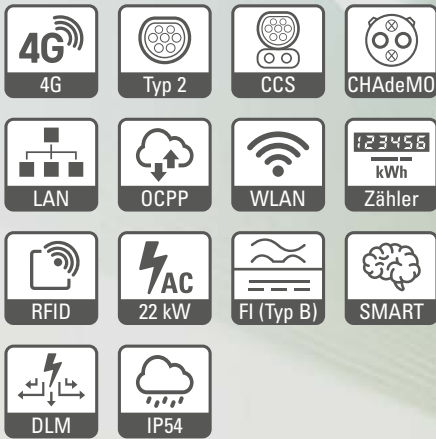 4G
4G
Typ 2
CCS
CHAdeMO
LAN
OCPP
WLAN
123456
kWh
Zähler
RFID
AC
22 kW
FI (Typ B)
SMART
DLM
IP54